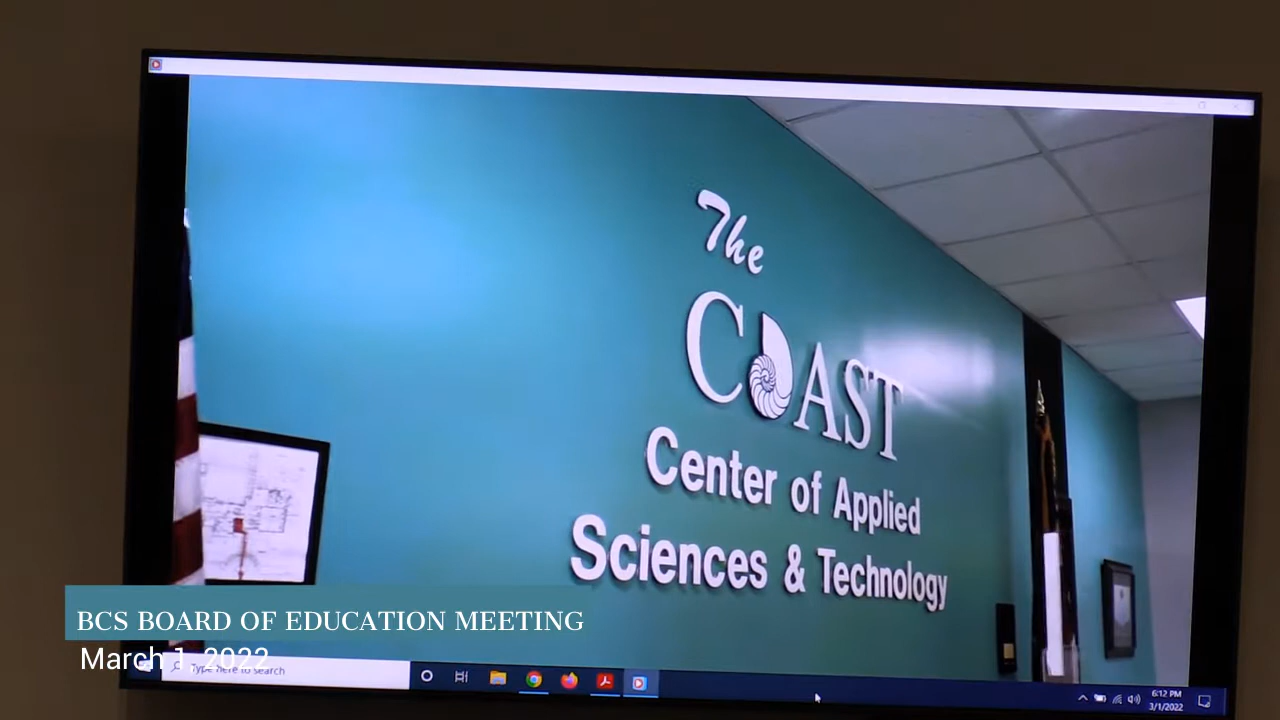 The
COAST
Center of Applied
Sciences & Technology
BCS BOARD OF EDUCATION MEETING
March 1, 2022
Type here to search
6:12 PM
3/1/2022